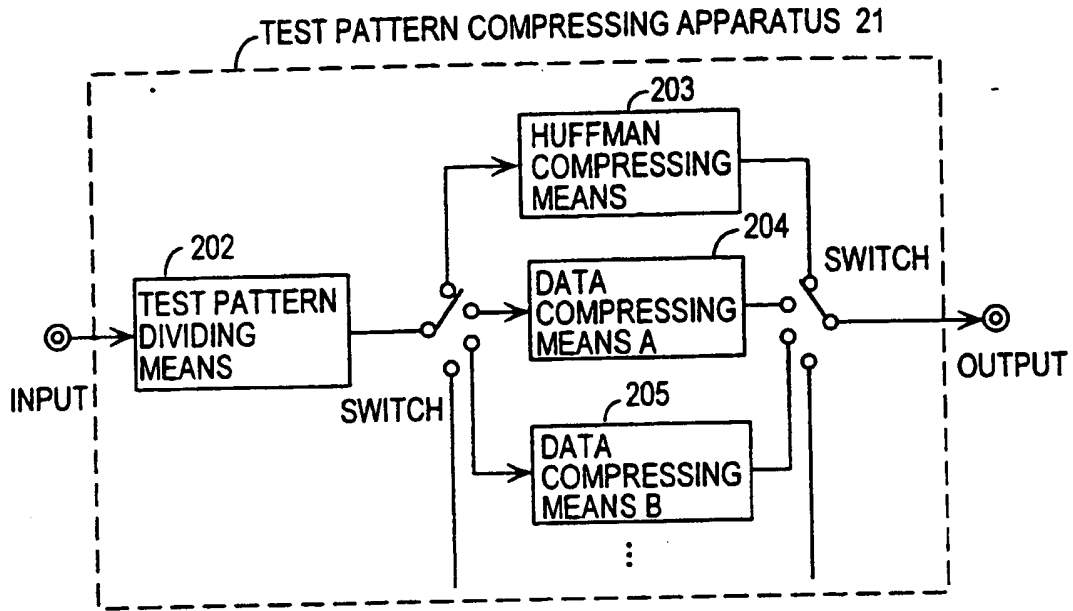 TEST PATTERN COMPRESSING APPARATUS 21
203
HUFFMAN
COMPRESSING
MEANS
202
TEST PATTERN
DIVIDING
MEANS
204
DATA
COMPRESSING
MEANS A
SWITCH
INPUT
SWITCH
OUTPUT
205
DATA
COMPRESSING
MEANS B